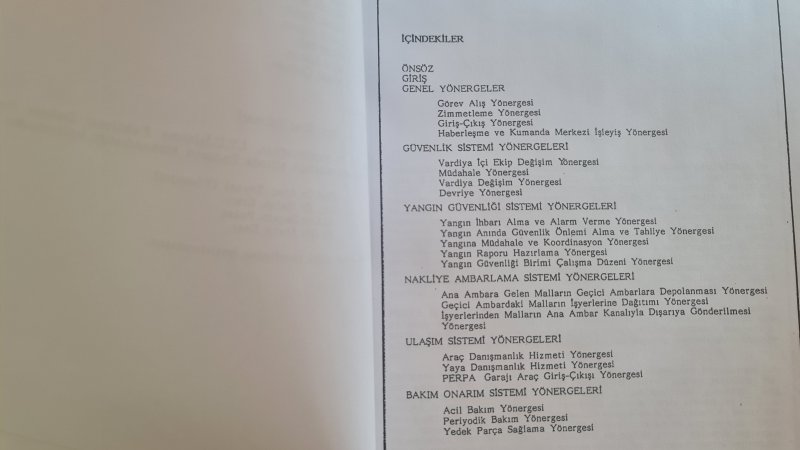 İÇİNDEKİLER
ÖNSÖZ
GİRİŞ
GENEL YÖNERGELER
Görev Alış Yönergesi
Zimmetleme Yönergesi
Giriş-Çıkış Yönergesi
Haberleşme ve Kumanda Merkezi İşleyiş Yönergesi
GÜVENLİK SİSTEMİ YÖNERGELERİ
Vardiya İçi Ekip Değişim Yönergesi
Müdahale Yönergesi
Vardiya Değişim Yönergesi
Devriye Yönergesi
YANGIN GÜVENLİĞİ SİSTEMİ YÖNERGELERİ
Yangın İhbarı Alma ve Alarm Verme Yönergesi
Yangın Anında Güvenlik Önlemi Alma ve Tahliye Yönergesi
Yangına Müdahale ve Koordinasyon Yönergesi
Yangın Raporu Hazırlama Yönergesi
Yangın Güvenliği Birimi Çalışma Düzeni Yönergesi
NAKLİYE AMBARLAMA SİSTEMİ YÖNERGELERİ
Ana Ambara Gelen Malların Geçici Ambarlara Depolanması Yönergesi
Geçici Ambardaki Malların İşyerlerine Dağıtımı Yönergesi
İşyerlerinden Malların Ana Ambar Kanalıyla Dışarıya Gönderilmesi
Yönergesi
ULAŞIM SİSTEMİ YÖNERGELERİ
Araç Danışmanlık Hizmeti Yönergesi
Yaya Danışmanlık Hizmeti Yönergesi
PERPA Garajı Araç Giriş-Çıkışı Yönergesi
BAKIM ONARIM SİSTEMİ YÖNERGELERİ
Acil Bakım Yönergesi
Periyodik Bakım Yönergesi
Yedek Parça Sağlama Yönergesi